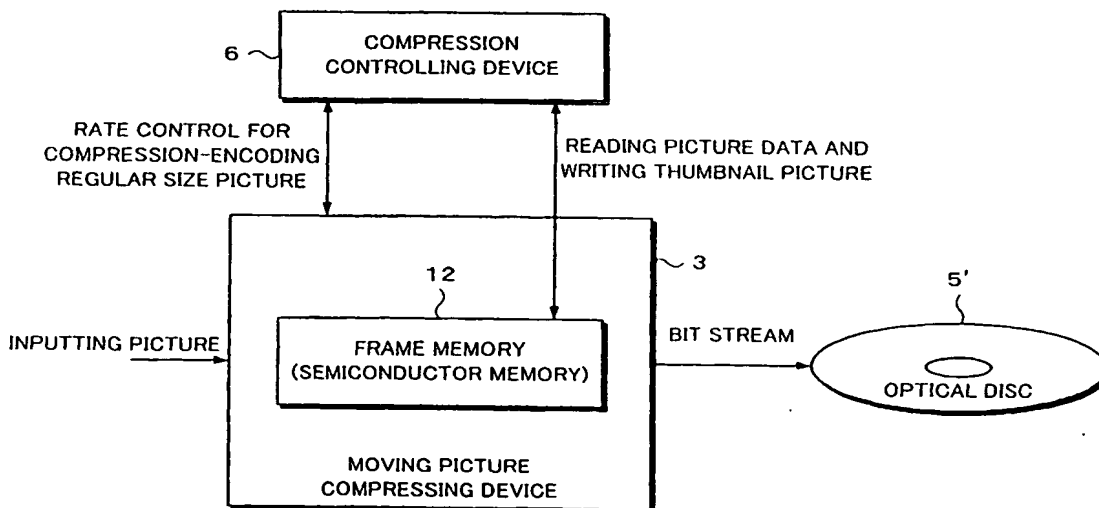 6
COMPRESSION
CONTROLLING DEVICE
RATE CONTROL FOR
COMPRESSION-ENCODING
REGULAR SIZE PICTURE
READING PICTURE DATA AND
WRITING THUMBNAIL PICTURE
3
12
5'
INPUTTING PICTURE
FRAME MEMORY
(SEMICONDUCTOR MEMORY)
BIT STREAM
OPTICAL DISC
MOVING PICTURE
COMPRESSING DEVICE